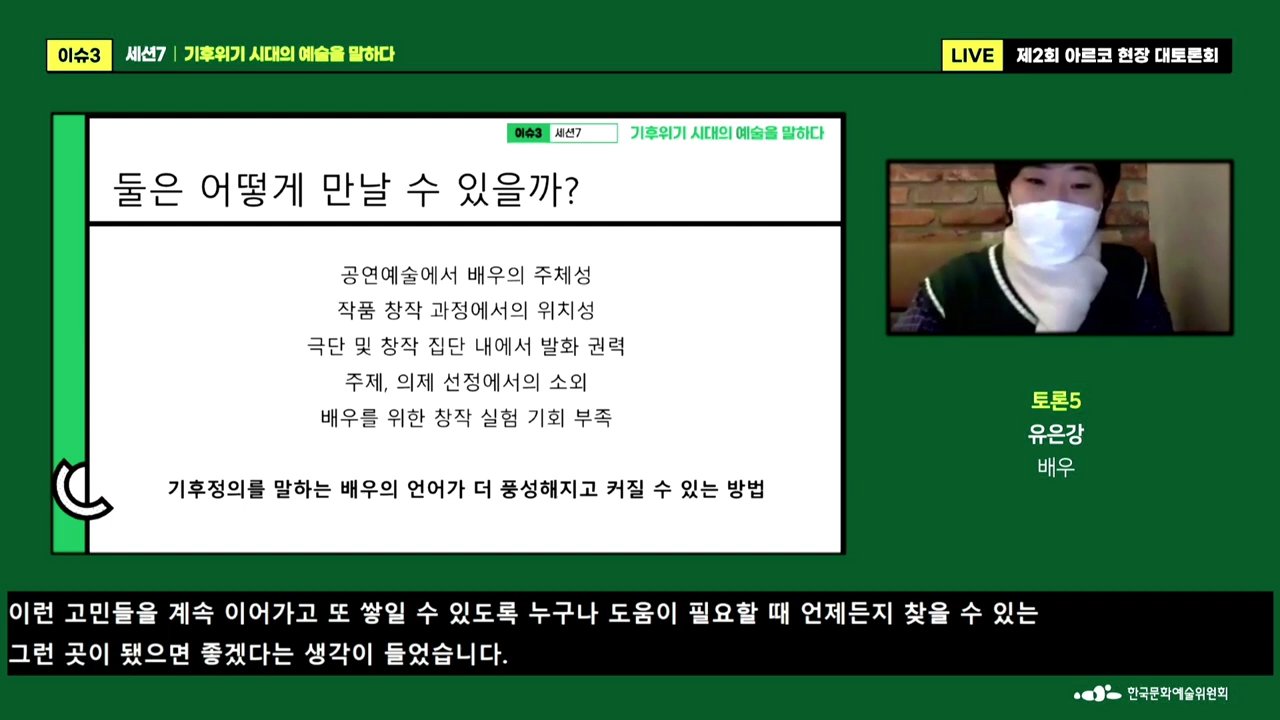 이슈3 세션7 | 기후위기 시대의 예술을 말하다
LIVE 제2회 아르코 현장 대토론회
이슈3 세션7 기후위기 시대의 예술을 말하다
둘은 어떻게 만날 수 있을까?
공연예술에서 배우의 주체성
작품 창작 과정에서의 위치성
극단 및 창작 집단 내에서 발화 권력
주제, 의제 선정에서의 소외
배우를 위한 창작 실험 기회 부족
기후정의를 말하는 배우의 언어가 더 풍성해지고 커질 수 있는 방법
토론5
유은강
배우
이런 고민들을 계속 이어가고 또 쌓일 수 있도록 누구나 도움이 필요할 때 언제든지 찾을 수 있는
그런 곳이 됐으면 좋겠다는 생각이 들었습니다.
한국문화예술위원회